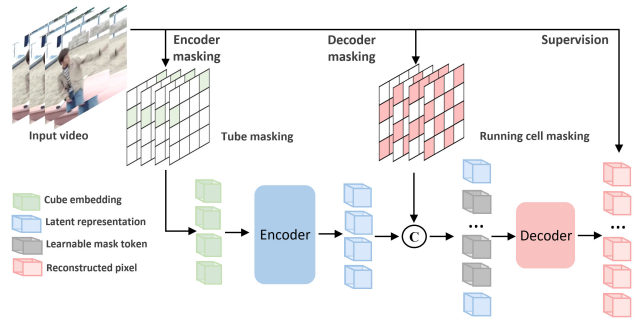 Encoder
masking
Decoder
masking
Supervision
Input video
Tube masking
Running cell masking
Cube embedding
Latent representation
Learnable mask token
Reconstructed pixel
Encoder
C
...
...
Decoder
...
...